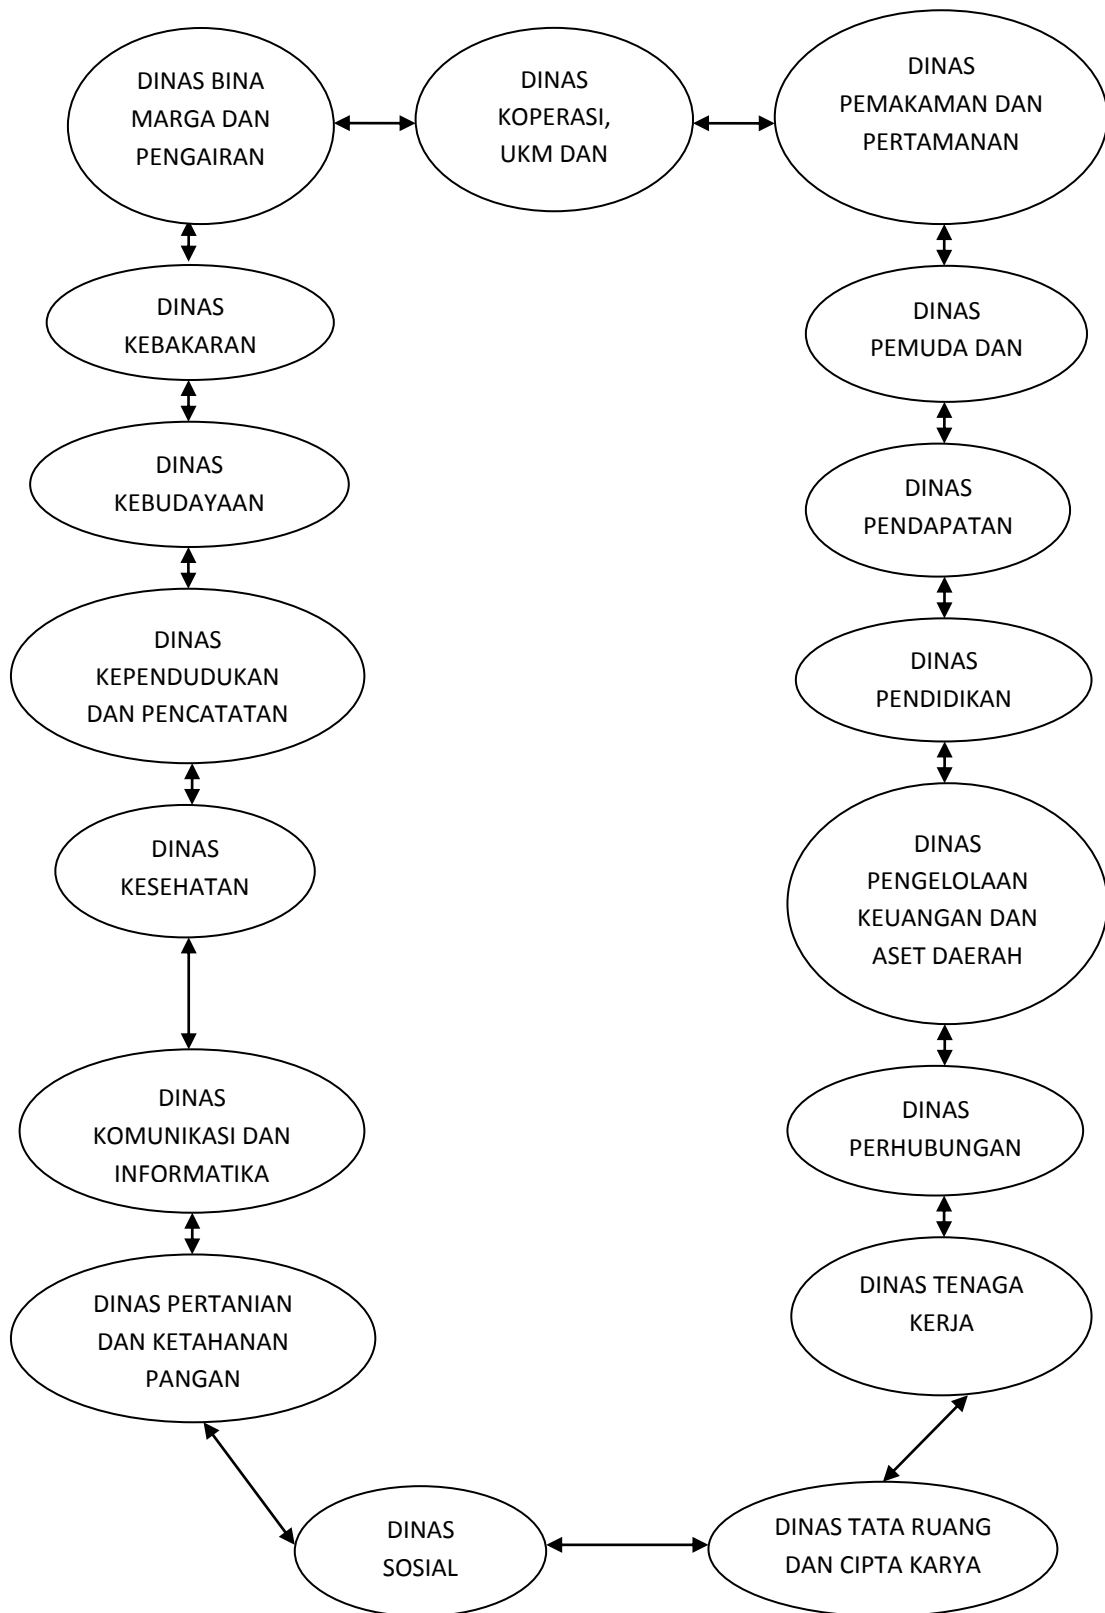 DINAS BINA
MARGA DAN
PENGAIRAN
DINAS
KOPERASI,
UKM DAN
DINAS
PEMAKAMAN DAN
PERTAMANAN
DINAS
KEBAKARAN
DINAS
PEMUDA DAN
DINAS
KEBUDAYAAN
DINAS
PENDAPATAN
DINAS
KEPENDUDUKAN
DAN PENCATATAN
DINAS
PENDIDIKAN
DINAS
KESEHATAN
DINAS
PENGELOLAAN
KEUANGAN DAN
ASET DAERAH
DINAS
KOMUNIKASI DAN
INFORMATIKA
DINAS
PERHUBUNGAN
DINAS PERTANIAN
DAN KETAHANAN
PANGAN
DINAS TENAGA
KERJA
DINAS
SOSIAL
DINAS TATA RUANG
DAN CIPTA KARYA